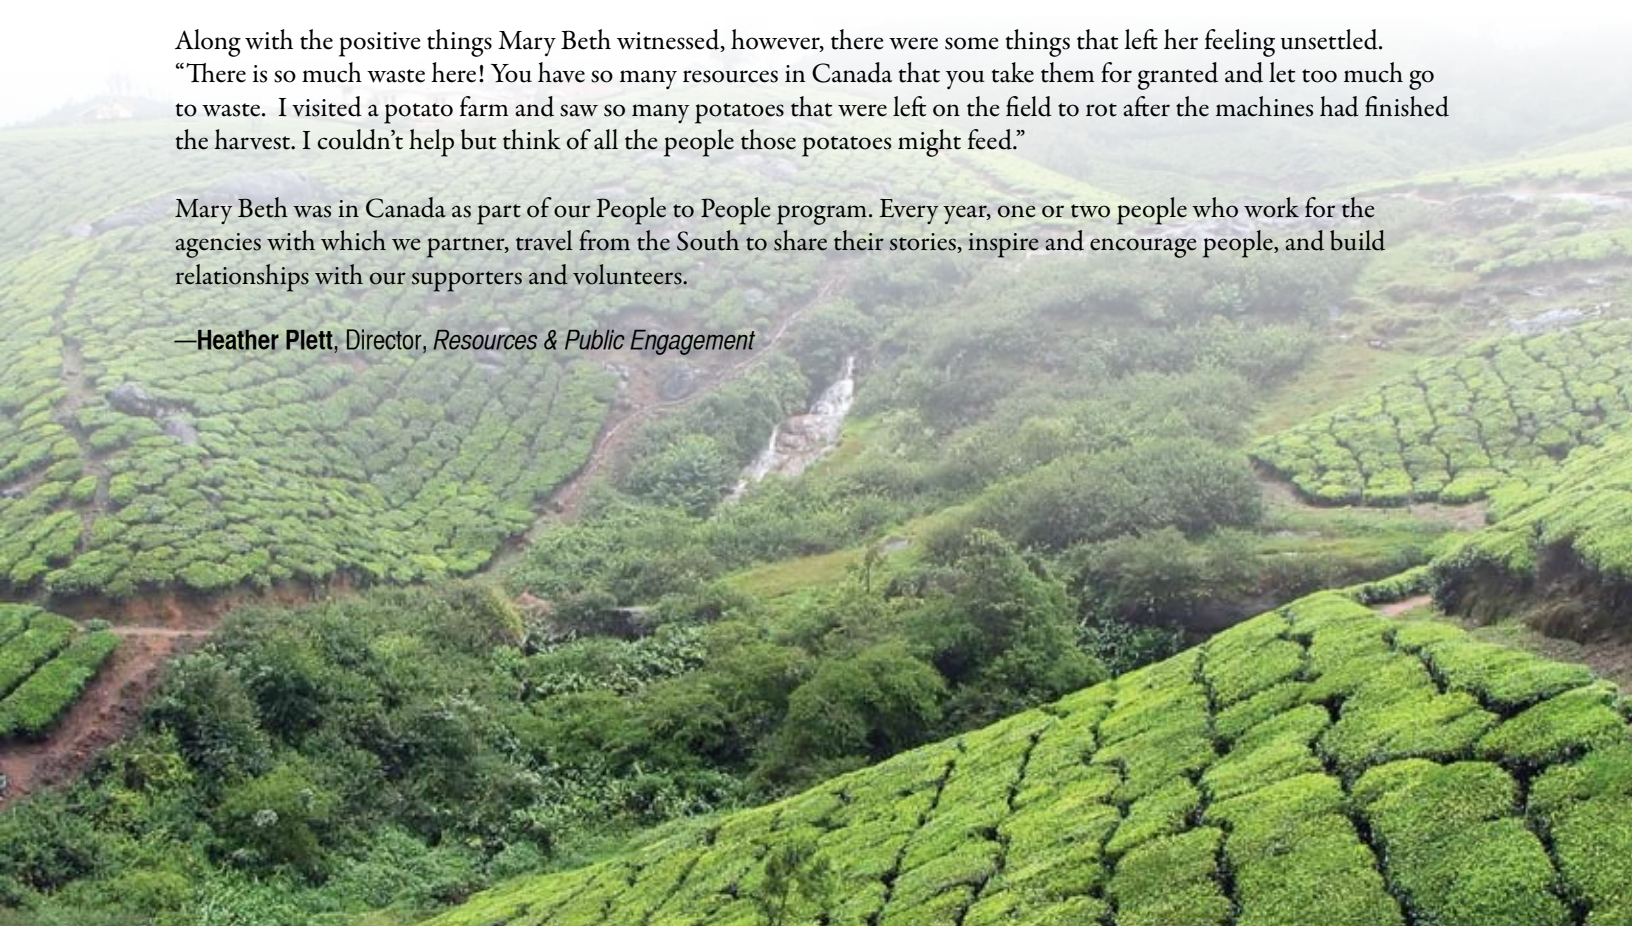 Along with the positive things Mary Beth witnessed, however, there were some things that left her feeling unsettled.
“There is so much waste here! You have so many resources in Canada that you take them for granted and let too much go
to waste.  I visited a potato farm and saw so many potatoes that were left on the field to rot after the machines had finished
the harvest. I couldn’t help but think of all the people those potatoes might feed.”
Mary Beth was in Canada as part of our People to People program. Every year, one or two people who work for the
agencies with which we partner, travel from the South to share their stories, inspire and encourage people, and build
relationships with our supporters and volunteers.
—Heather Plett, Director, Resources & Public Engagement